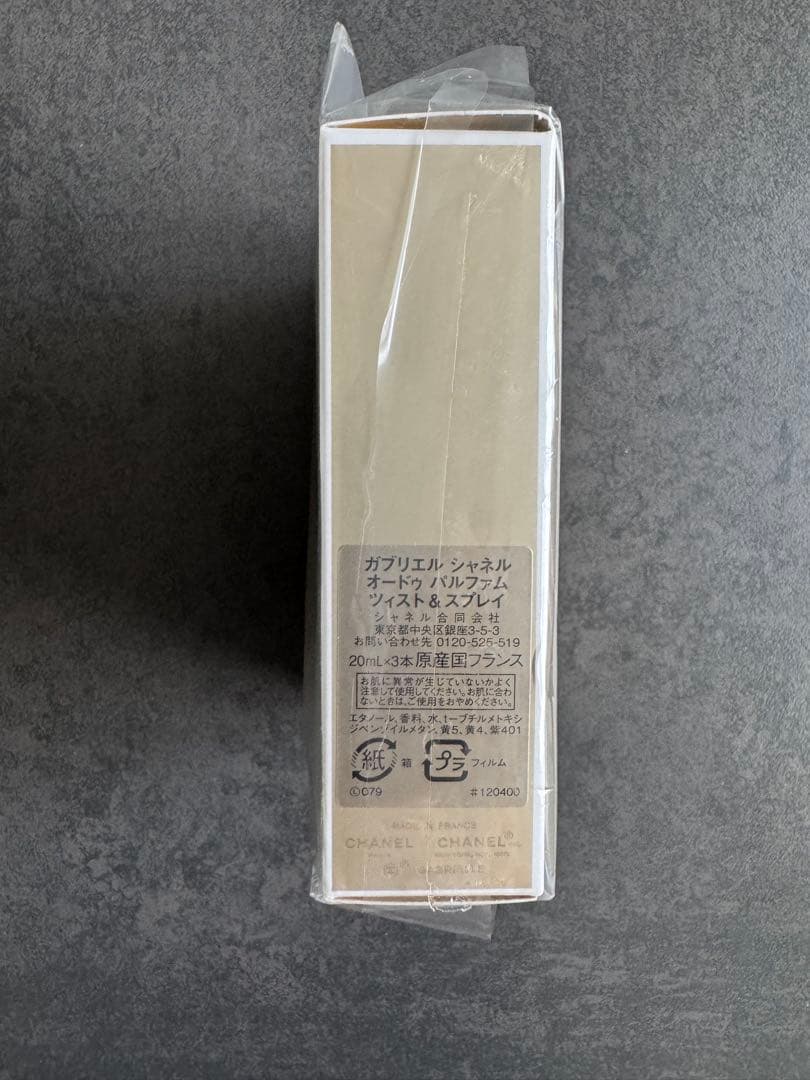 ガブリエル シャネル
オードゥ パルファム
ツィスト＆スプレイ
シャネル合同会社
東京都中央区銀座3-5-3
お問い合わせ先 0120-525-519
20mL×3本 原産国フランス
お肌に異常が生じていないかよく
注意して使用してください。お肌に合わ
ないときは、ご使用をおやめください。
エタノール、香料、水、t-ブチルメトキシ
ジベンゾイルメタン、黄5、黄4、紫401
紙 箱 プラ フィルム
Ⓛ079 #120400
MADE IN FRANCE
CHANEL CHANEL®
GABRIELLE